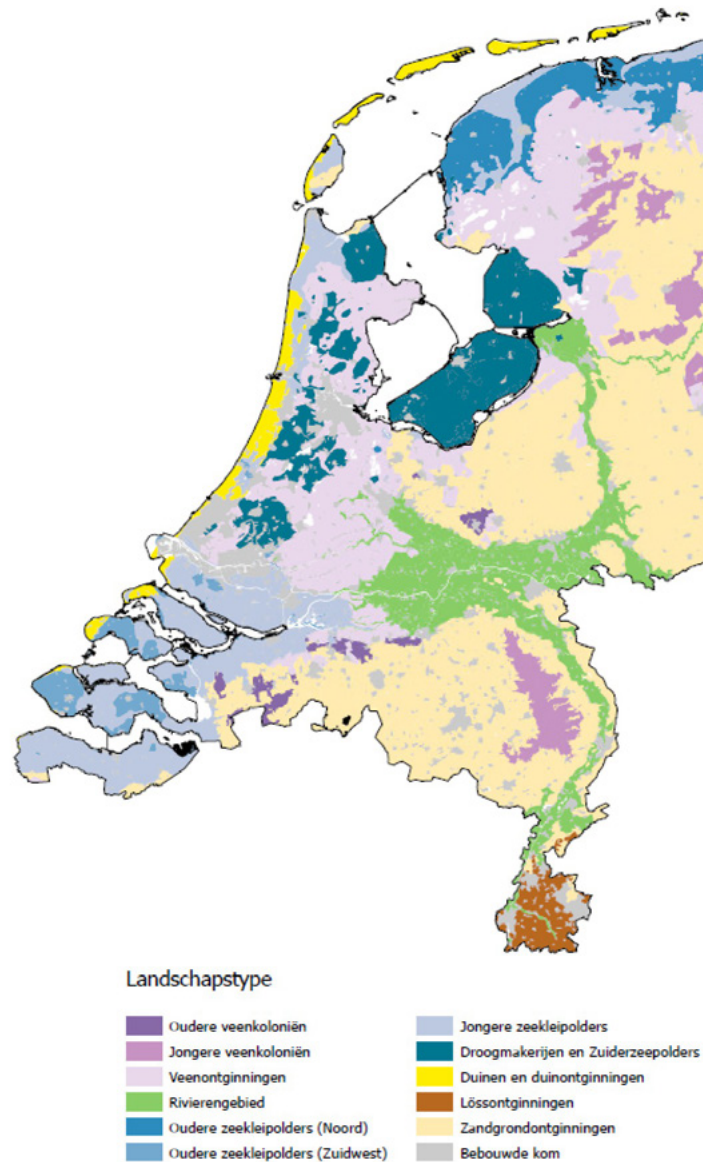 Landschapstype
Oudere veenkoloniën
Jongere veenkoloniën
Veenontginningen
Rivierengebied
Oudere zeekleipolders (Noord)
Oudere zeekleipolders (Zuidwest)
Jongere zeekleipolders
Droogmakerijen en Zuiderzeepolders
Duinen en duinontginningen
Lössontginningen
Zandgrondontginningen
Bebouwde kom